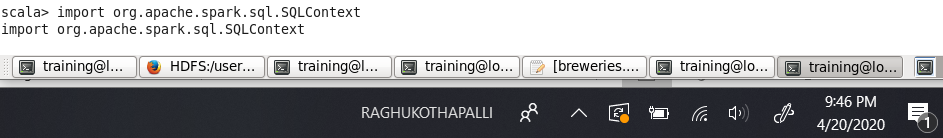 scala> import org.apache.spark.sql.SQLContext
import org.apache.spark.sql.SQLContext
training@l... HDFS:/user... training@lo... training@lo... [breweries.... training@lo... training@lo...
RAGHUKOTHAPALLI 9:46 PM
4/20/2020 1